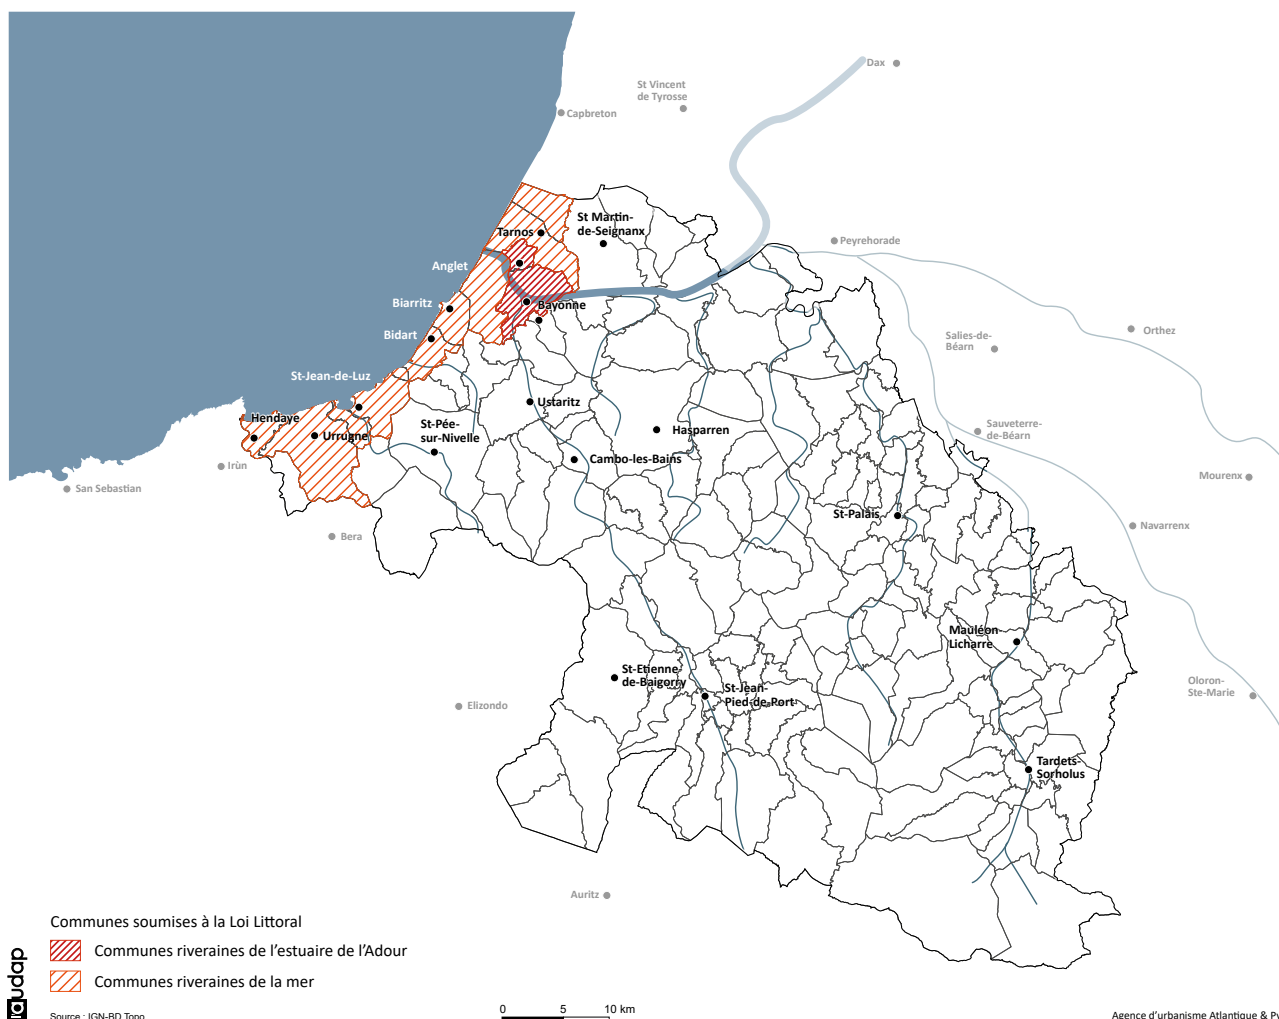 Dax
St Vincent
de Tyrosse
Capbreton
St Martin-
de-Seignanx
Tarnos
Peyrehorade
Anglet
Biarritz
Bayonne
Bidart
Orthez
Salies-de-
Béarn
St-Jean-de-Luz
Ustaritz
Hendaye
Urrugne
St-Pée-
sur-Nivelle
Hasparren
Sauveterre-
de-Béarn
Cambo-les-Bains
Irùn
San Sebastian
Mourenx
St-Palais
Navarrenx
Bera
Mauléon-
Licharre
St-Etienne-
de-Baigorry
St-Jean-
Pied-de-Port
Oloron-
Ste-Marie
Elizondo
Tardets-
Sorholus
Auritz
Communes soumises à la Loi Littoral
Communes riveraines de l'estuaire de l'Adour
Communes riveraines de la mer
audap
0 5 10 km
Source : IGN-BD Topo
Agence d'urbanisme Atlantique & Py